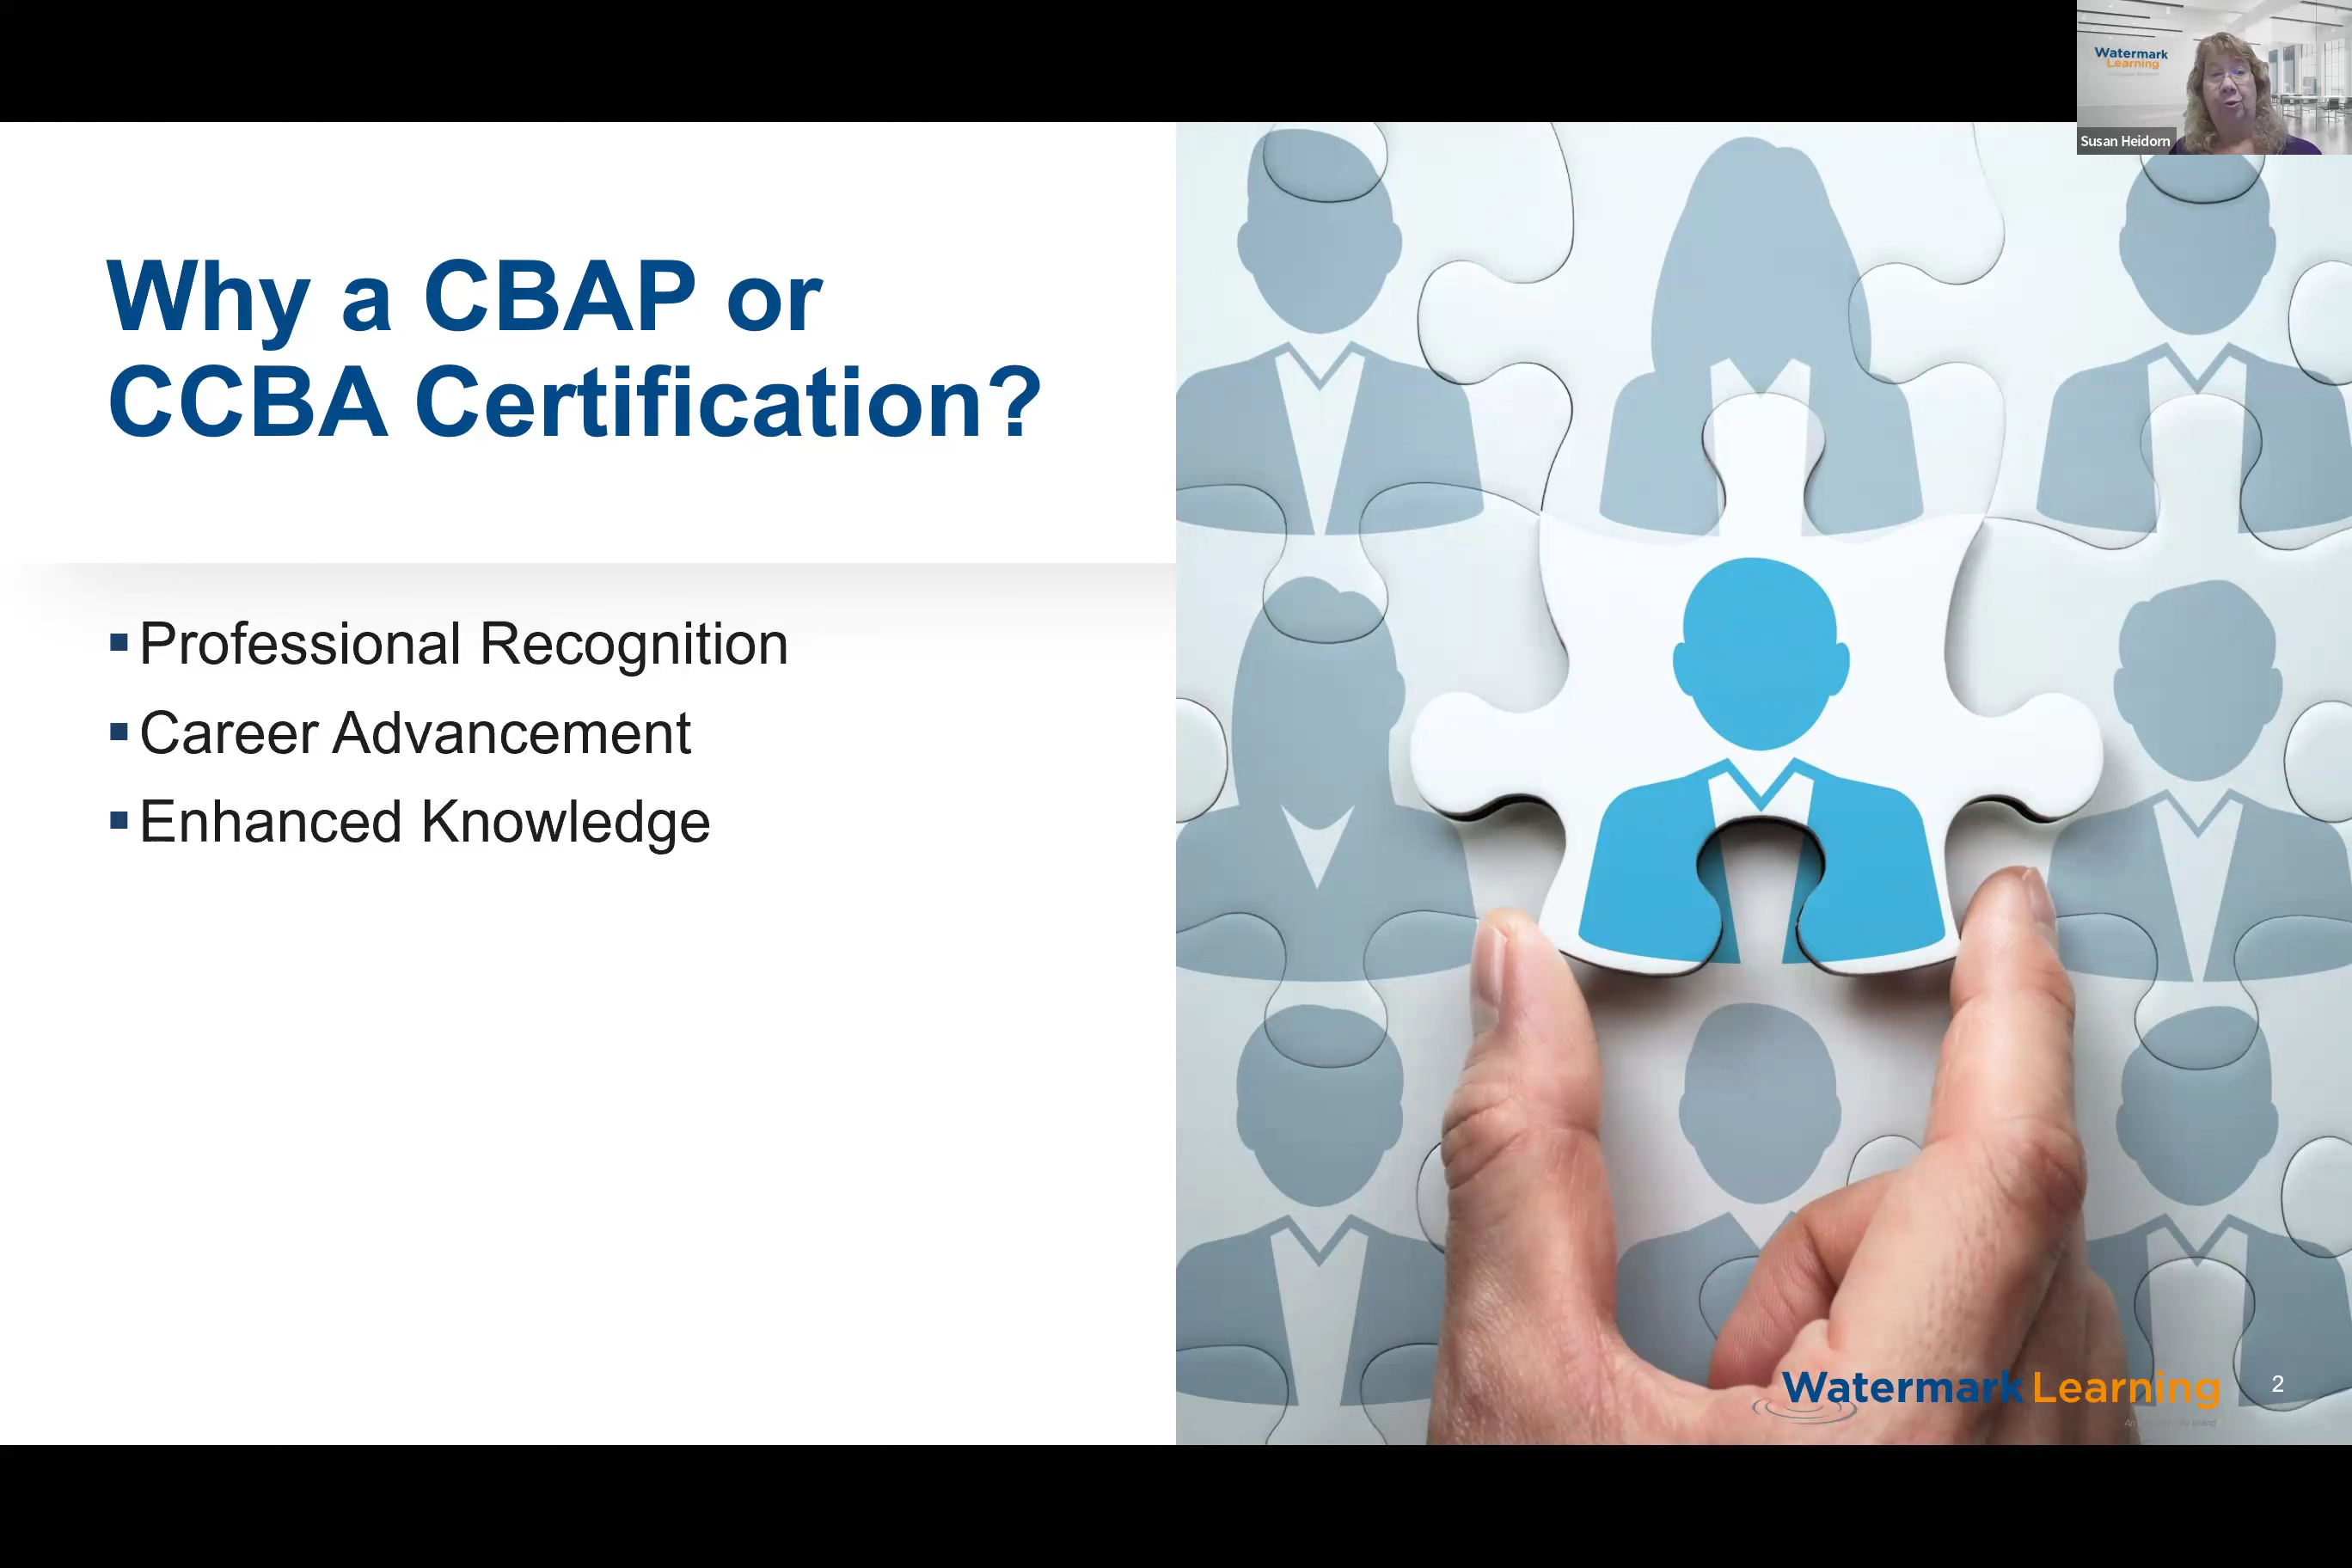 Watermark
Learning
Susan Heidorn
Why a CBAP or
CCBA Certification?
Professional Recognition
Career Advancement
Enhanced Knowledge
Watermark Learning
2